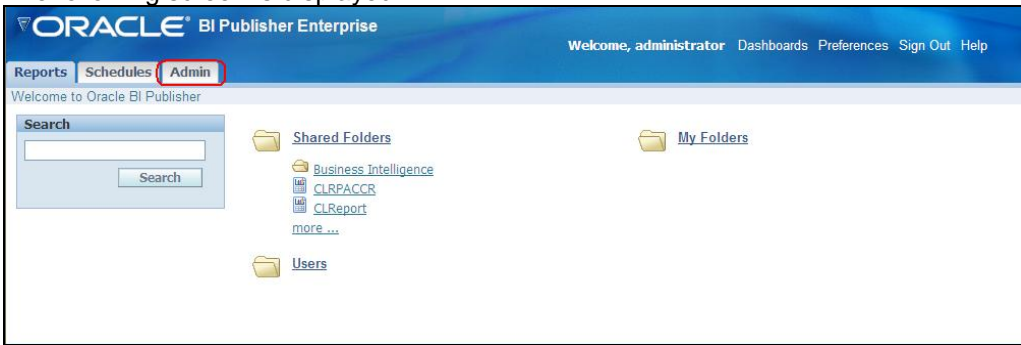 ORACLE® BI Publisher Enterprise
Welcome, administrator Dashboards Preferences Sign Out Help
Reports Schedules Admin
Welcome to Oracle BI Publisher
Search
Search
Shared Folders
Business Intelligence
CLRPACCR
CLReport
more ...
Users
My Folders